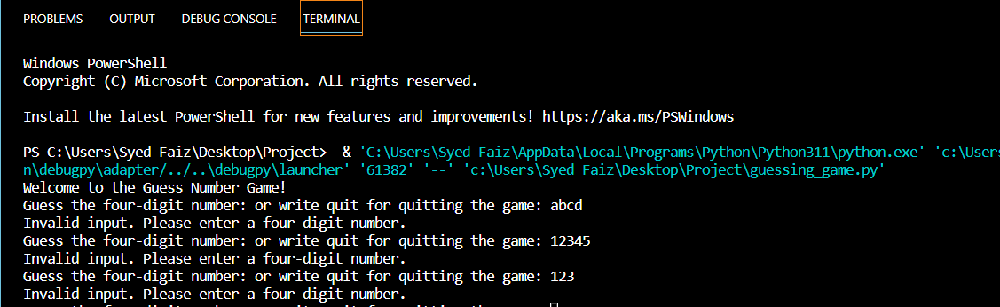 PROBLEMS OUTPUT DEBUG CONSOLE TERMINAL
Windows PowerShell
Copyright (C) Microsoft Corporation. All rights reserved.
Install the latest PowerShell for new features and improvements! https://aka.ms/PSWindows
PS C:\Users\Syed Faiz\Desktop\Project>  & 'C:\Users\Syed Faiz\AppData\Local\Programs\Python\Python311\python.exe' 'c:\Users
n\debugpy\adapter/../..\debugpy\launcher' '61382' '--' 'c:\Users\Syed Faiz\Desktop\Project\guessing_game.py'
Welcome to the Guess Number Game!
Guess the four-digit number: or write quit for quitting the game: abcd
Invalid input. Please enter a four-digit number.
Guess the four-digit number: or write quit for quitting the game: 12345
Invalid input. Please enter a four-digit number.
Guess the four-digit number: or write quit for quitting the game: 123
Invalid input. Please enter a four-digit number.